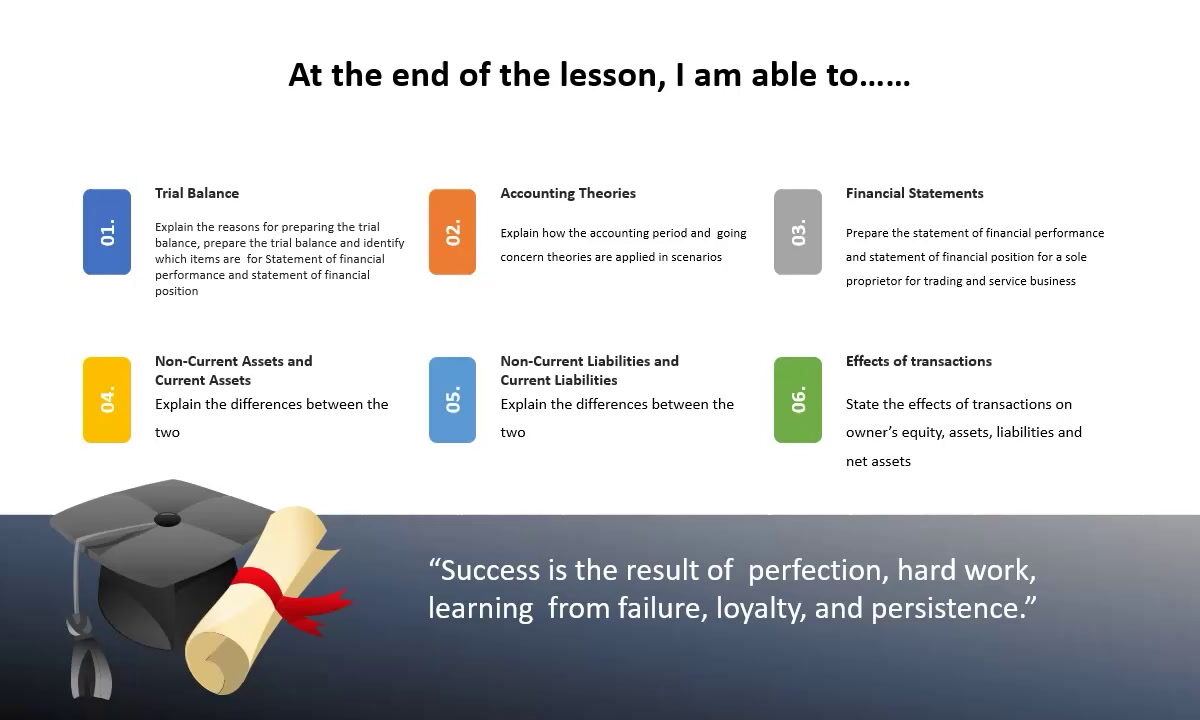 At the end of the lesson, I am able to......
01.
Trial Balance
Explain the reasons for preparing the trial
balance, prepare the trial balance and identify
which items are for Statement of financial
performance and statement of financial
position
02.
Accounting Theories
Explain how the accounting period and going
concern theories are applied in scenarios
03.
Financial Statements
Prepare the statement of financial performance
and statement of financial position for a sole
proprietor for trading and service business
04.
Non-Current Assets and
Current Assets
Explain the differences between the
two
05.
Non-Current Liabilities and
Current Liabilities
Explain the differences between the
two
06.
Effects of transactions
State the effects of transactions on
owner’s equity, assets, liabilities and
net assets
“Success is the result of perfection, hard work,
learning from failure, loyalty, and persistence.”